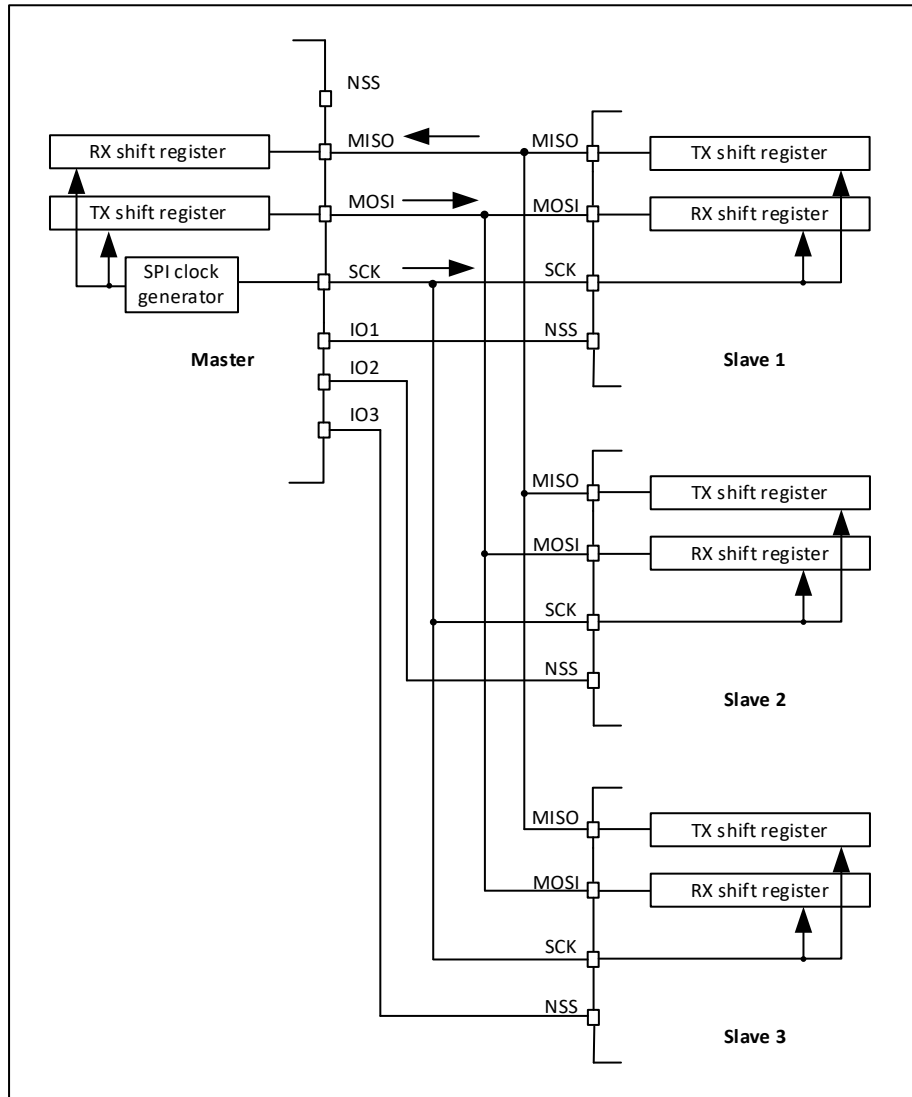 NSS
RX shift register
MISO
MISO
TX shift register
TX shift register
MOSI
MOSI
RX shift register
SPI clock
generator
SCK
SCK
IO1
NSS
Master
Slave 1
IO2
IO3
MISO
TX shift register
MOSI
RX shift register
SCK
NSS
Slave 2
MISO
TX shift register
MOSI
RX shift register
SCK
NSS
Slave 3